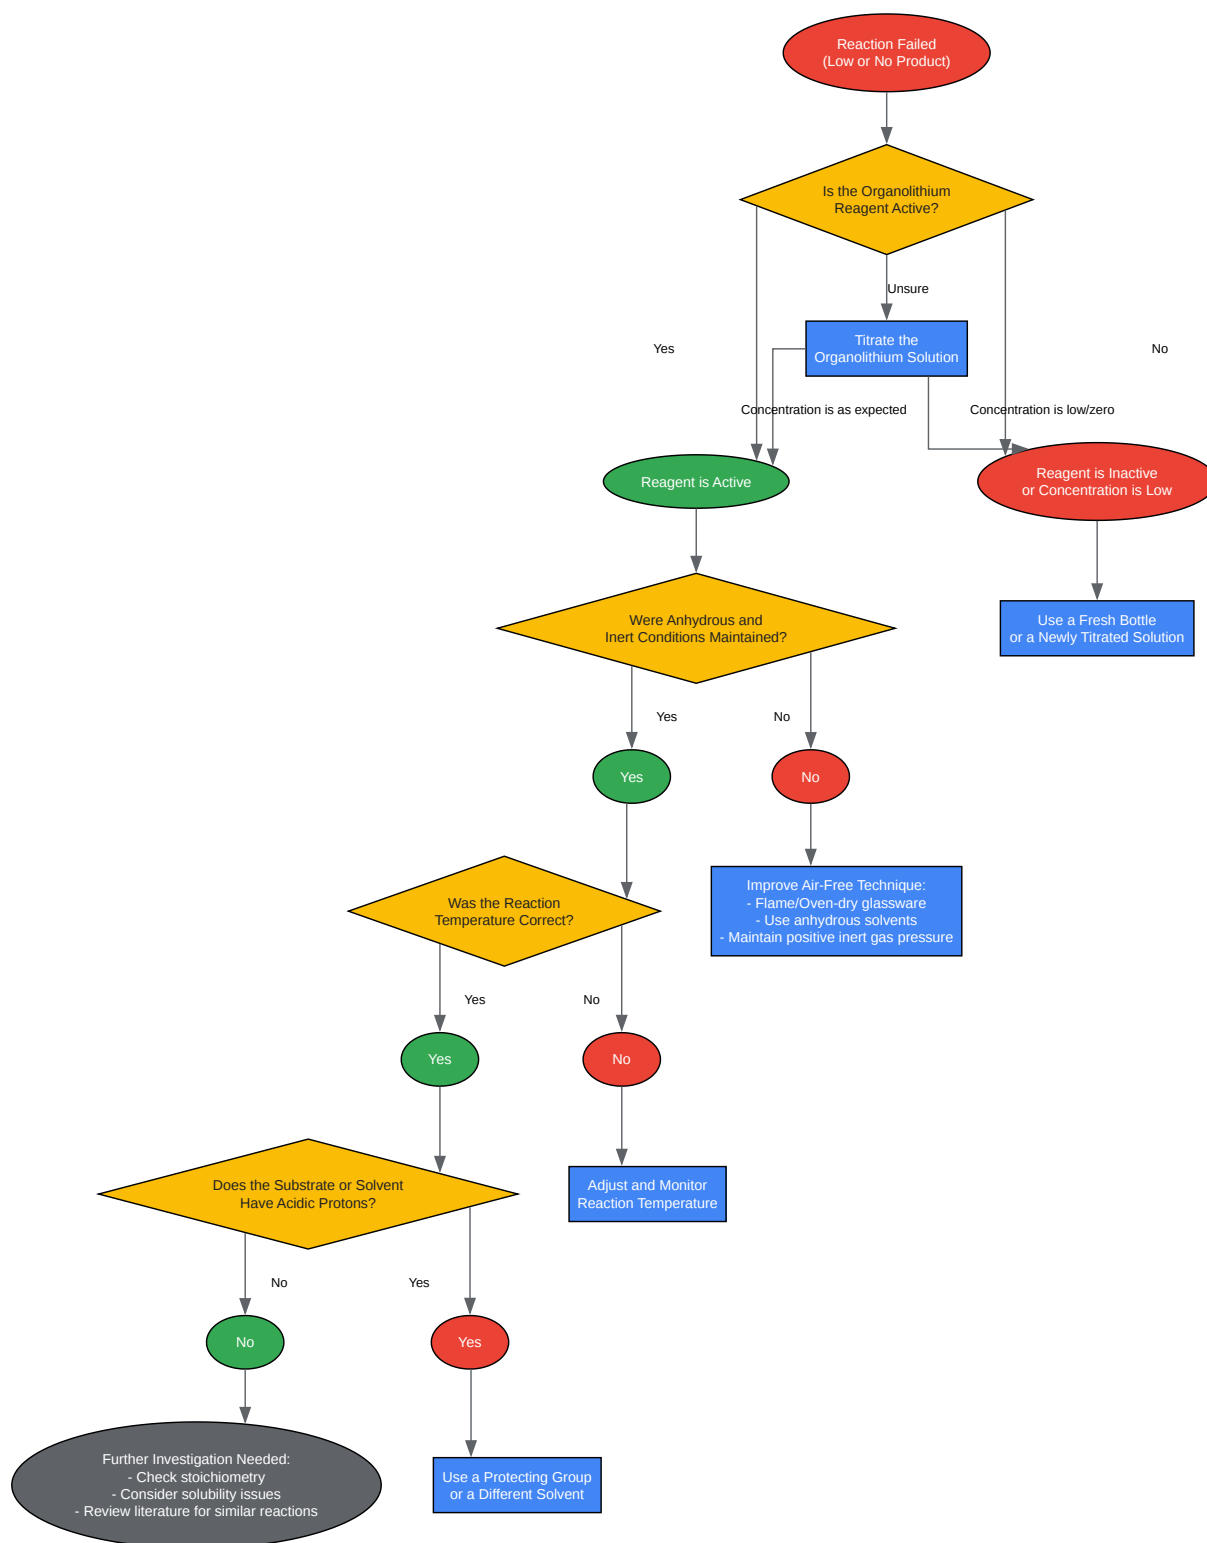 Reaction Failed
(Low or No Product)
Is the Organolithium
Reagent Active?
Unsure
Titrate the
Organolithium Solution
Yes
No
Concentration is as expected
Concentration is low/zero
Reagent is Active
Reagent is Inactive
or Concentration is Low
Were Anhydrous and
Inert Conditions Maintained?
Use a Fresh Bottle
or a Newly Titrated Solution
Yes
No
Yes
No
Was the Reaction
Temperature Correct?
Improve Air-Free Technique:
- Flame/Oven-dry glassware
- Use anhydrous solvents
- Maintain positive inert gas pressure
Yes
No
Yes
No
Does the Substrate or Solvent
Have Acidic Protons?
Adjust and Monitor
Reaction Temperature
No
Yes
No
Yes
Further Investigation Needed:
- Check stoichiometry
- Consider solubility issues
- Review literature for similar reactions
Use a Protecting Group
or a Different Solvent